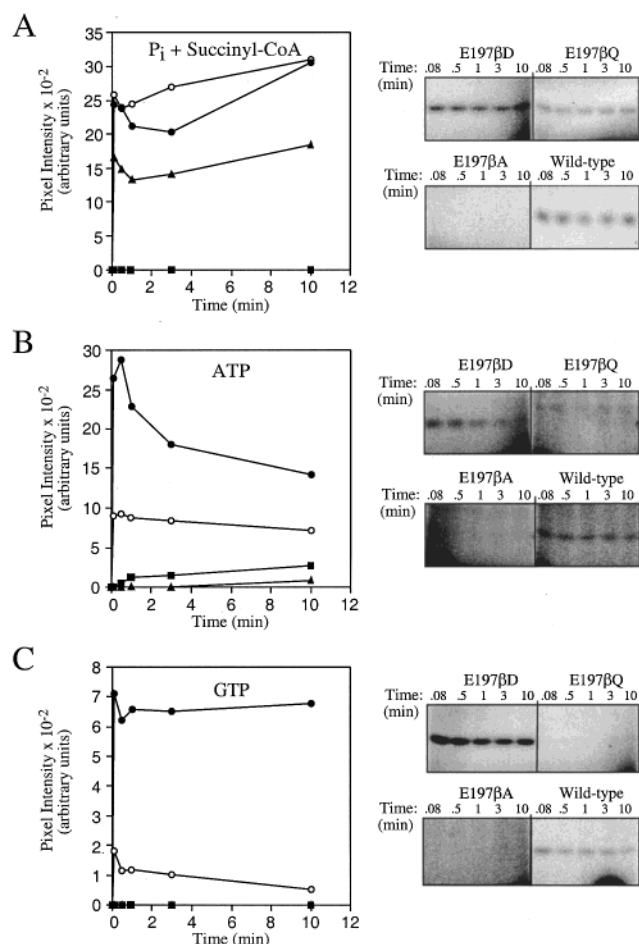 A
Pi + Succinyl-CoA
Pixel Intensity x 10-2
(arbitrary units)
35
30
25
20
15
10
5
0
0 2 4 6 8 10 12
Time (min)
E197βD E197βQ
Time: .08 .5 1 3 10 .08 .5 1 3 10
(min)
E197βA Wild-type
Time: .08 .5 1 3 10 .08 .5 1 3 10
(min)
B
ATP
Pixel Intensity x 10-2
(arbitrary units)
30
25
20
15
10
5
0
0 2 4 6 8 10 12
Time (min)
E197βD E197βQ
Time: .08 .5 1 3 10 .08 .5 1 3 10
(min)
E197βA Wild-type
Time: .08 .5 1 3 10 .08 .5 1 3 10
(min)
C
GTP
Pixel Intensity x 10-2
(arbitrary units)
8
7
6
5
4
3
2
1
0
0 2 4 6 8 10 12
Time (min)
E197βD E197βQ
Time: .08 .5 1 3 10 .08 .5 1 3 10
(min)
E197βA Wild-type
Time: .08 .5 1 3 10 .08 .5 1 3 10
(min)